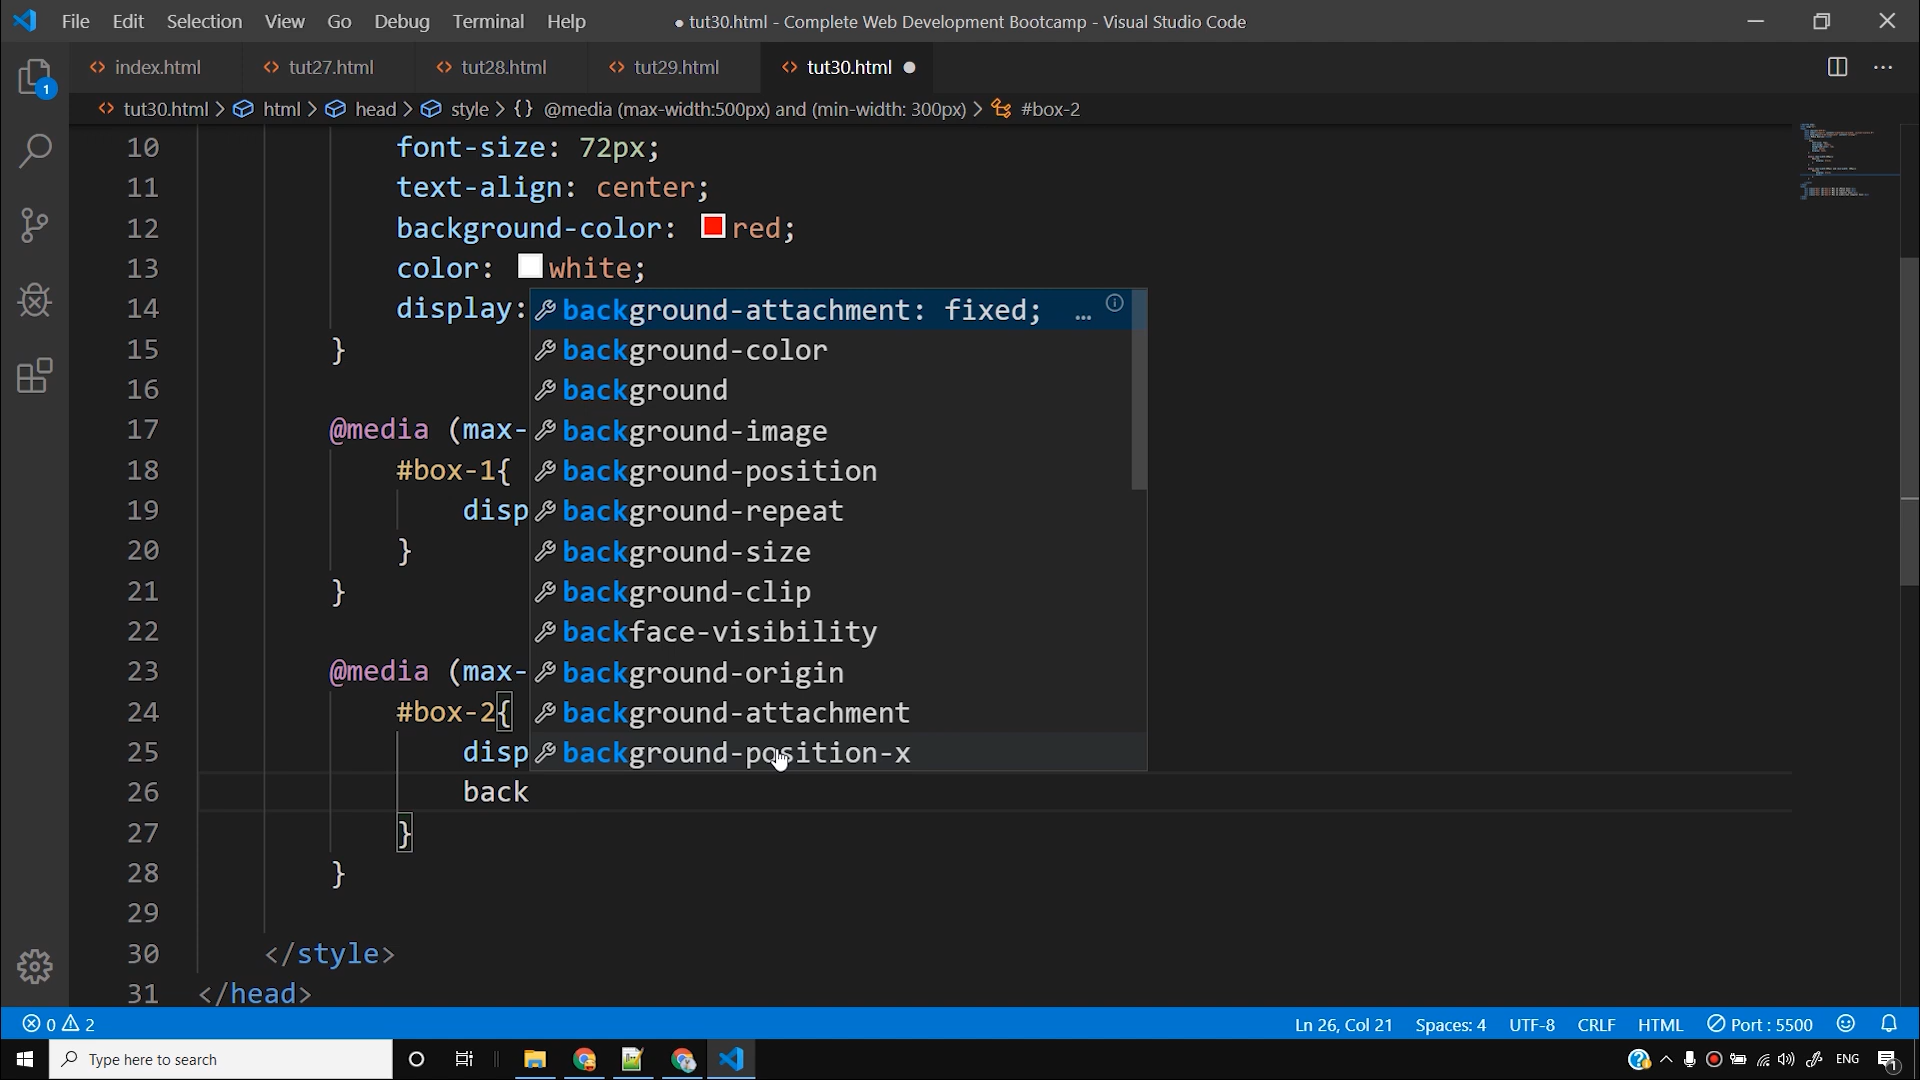 File Edit Selection View Go Debug Terminal Help ● tut30.html - Complete Web Development Bootcamp - Visual Studio Code
index.html tut27.html tut28.html tut29.html tut30.html
tut30.html > html > head > style > {} @media (max-width:500px) and (min-width: 300px) > #box-2
10 font-size: 72px;
11 text-align: center;
12 background-color: red;
13 color: white;
14 display: background-attachment: fixed; …
15 } background-color
16 background
17 @media (max- background-image
18 #box-1{ background-position
19 disp background-repeat
20 } background-size
21 } background-clip
22 backface-visibility
23 @media (max- background-origin
24 #box-2{ background-attachment
25 disp background-position-x
26 back
27 }
28 }
29
30 </style>
31 </head>
1
0 2 Ln 26, Col 21 Spaces: 4 UTF-8 CRLF HTML Port : 5500
Type here to search ENG 1